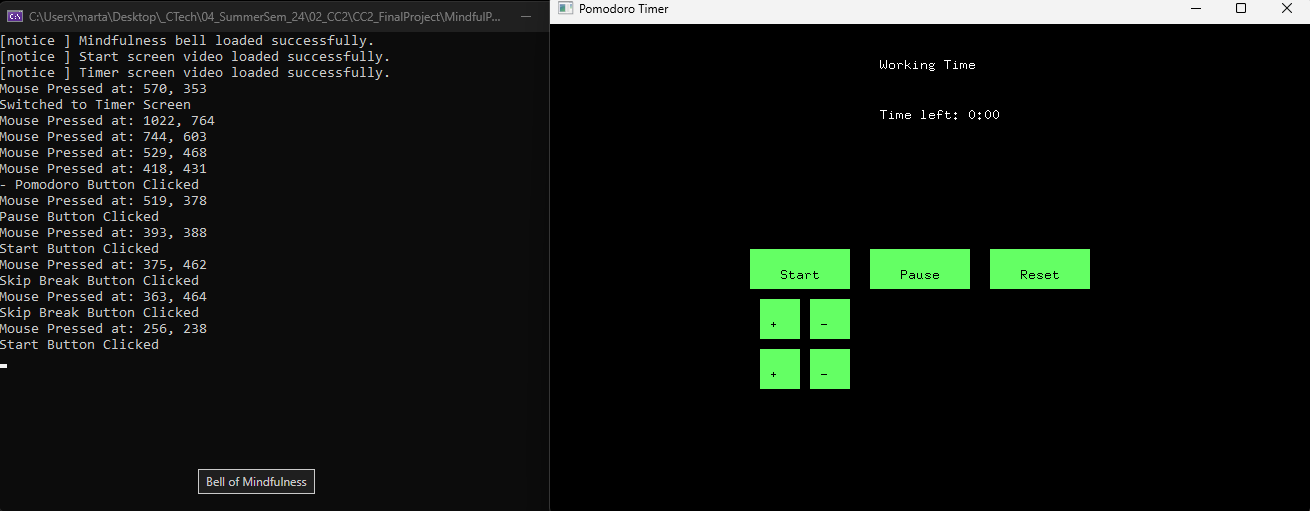 C:\Users\marta\Desktop\_CTech\04_SummerSem_24\02_CC2\CC2_FinalProject\MindfulP...
[notice ] Mindfulness bell loaded successfully.
[notice ] Start screen video loaded successfully.
[notice ] Timer screen video loaded successfully.
Mouse Pressed at: 570, 353
Switched to Timer Screen
Mouse Pressed at: 1022, 764
Mouse Pressed at: 744, 603
Mouse Pressed at: 529, 468
Mouse Pressed at: 418, 431
- Pomodoro Button Clicked
Mouse Pressed at: 519, 378
Pause Button Clicked
Mouse Pressed at: 393, 388
Start Button Clicked
Mouse Pressed at: 375, 462
Skip Break Button Clicked
Mouse Pressed at: 363, 464
Skip Break Button Clicked
Mouse Pressed at: 256, 238
Start Button Clicked
Bell of Mindfulness
Pomodoro Timer
Working Time
Time left: 0:00
Start Pause Reset
+ -
+ -